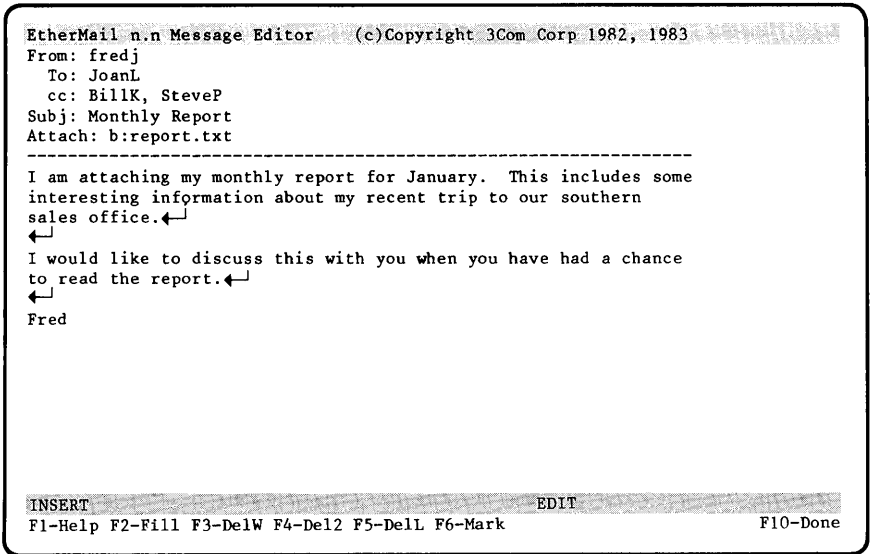 EtherMail n.n Message Editor (c)Copyright 3Com Corp 1982, 1983
From: fredj
To: JoanL
cc: BillK, SteveP
Subj: Monthly Report
Attach: b:report.txt
I am attaching my monthly report for January. This includes some
interesting information about my recent trip to our southern
sales office.
I would like to discuss this with you when you have had a chance
to read the report.
Fred
INSERT EDIT
F1-Help F2-Fill F3-DelW F4-Del2 F5-DelL F6-Mark F10-Done